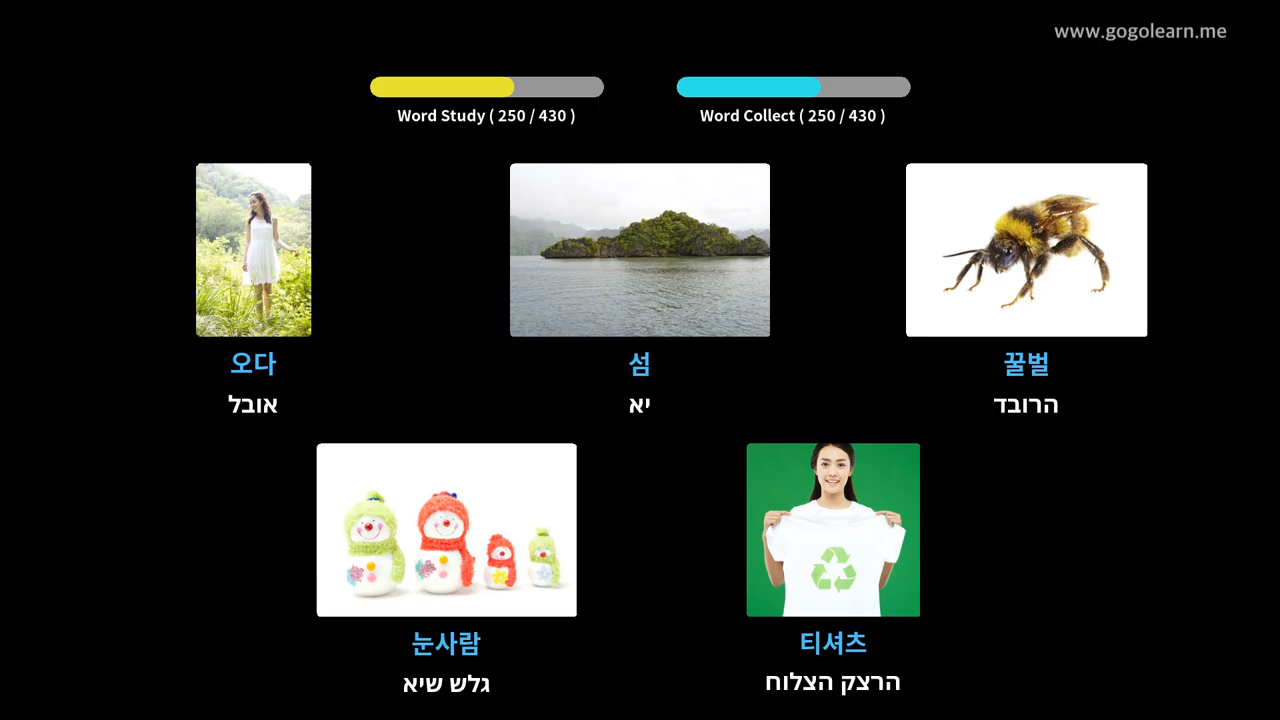 www.gogolearn.me
Word Study ( 250 / 430 )
Word Collect ( 250 / 430 )
오다
אובל
섬
יא
꿀벌
הרובד
눈사람
גלש שיא
티셔츠
הרצק הצלוח